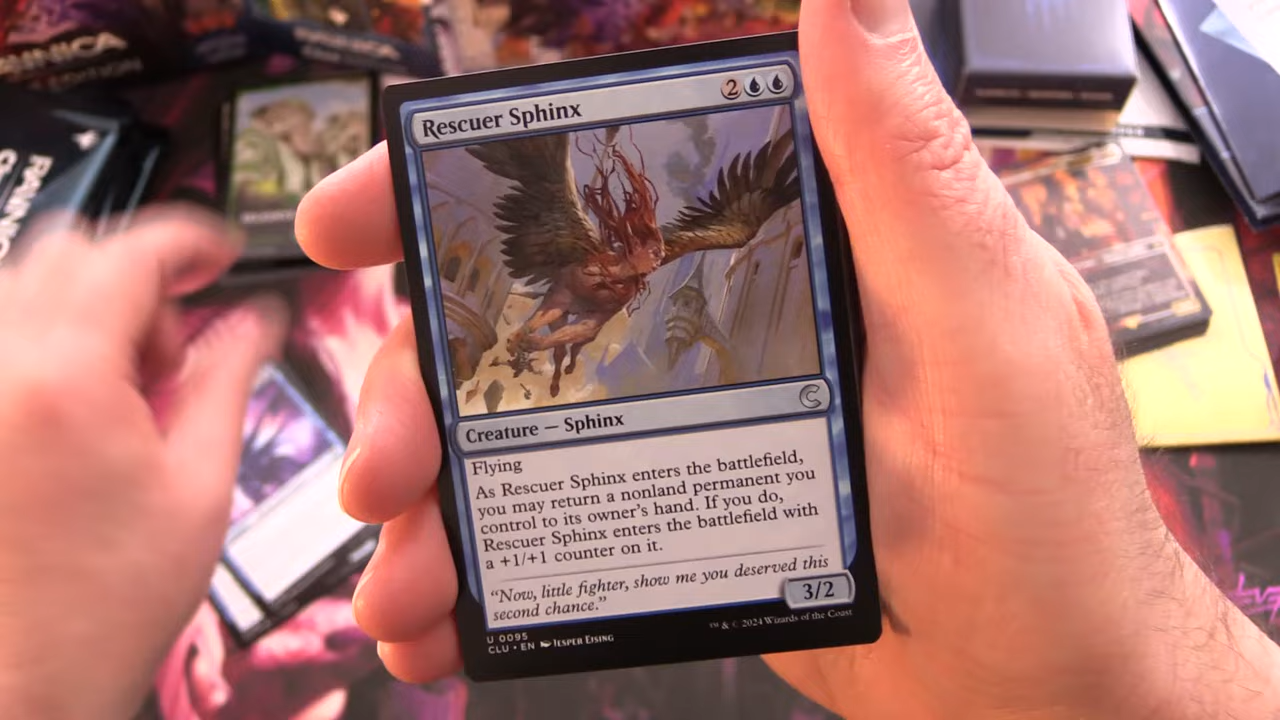 Rescuer Sphinx
2
Creature — Sphinx
Flying
As Rescuer Sphinx enters the battlefield,
you may return a nonland permanent you
control to its owner's hand. If you do,
Rescuer Sphinx enters the battlefield with
a +1/+1 counter on it.
“Now, little fighter, show me you deserved this
second chance.”
3/2
U 0095
CLU • EN JESPER EJSING
™ & © 2024 Wizards of the Coast